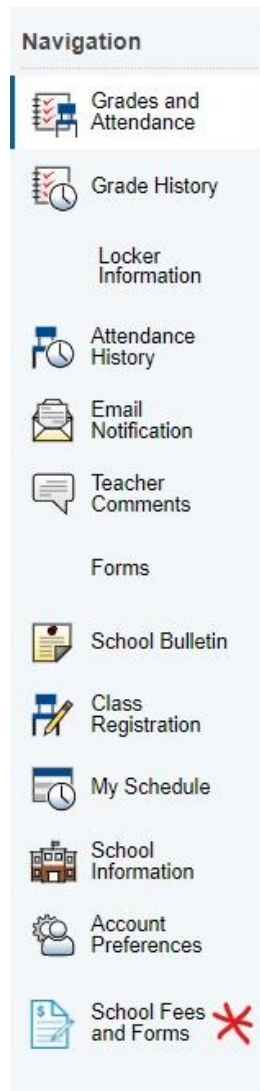 Navigation
Grades and
Attendance
Grade History
Locker
Information
Attendance
History
Email
Notification
Teacher
Comments
Forms
School Bulletin
Class
Registration
My Schedule
School
Information
Account
Preferences
$
School Fees
and Forms